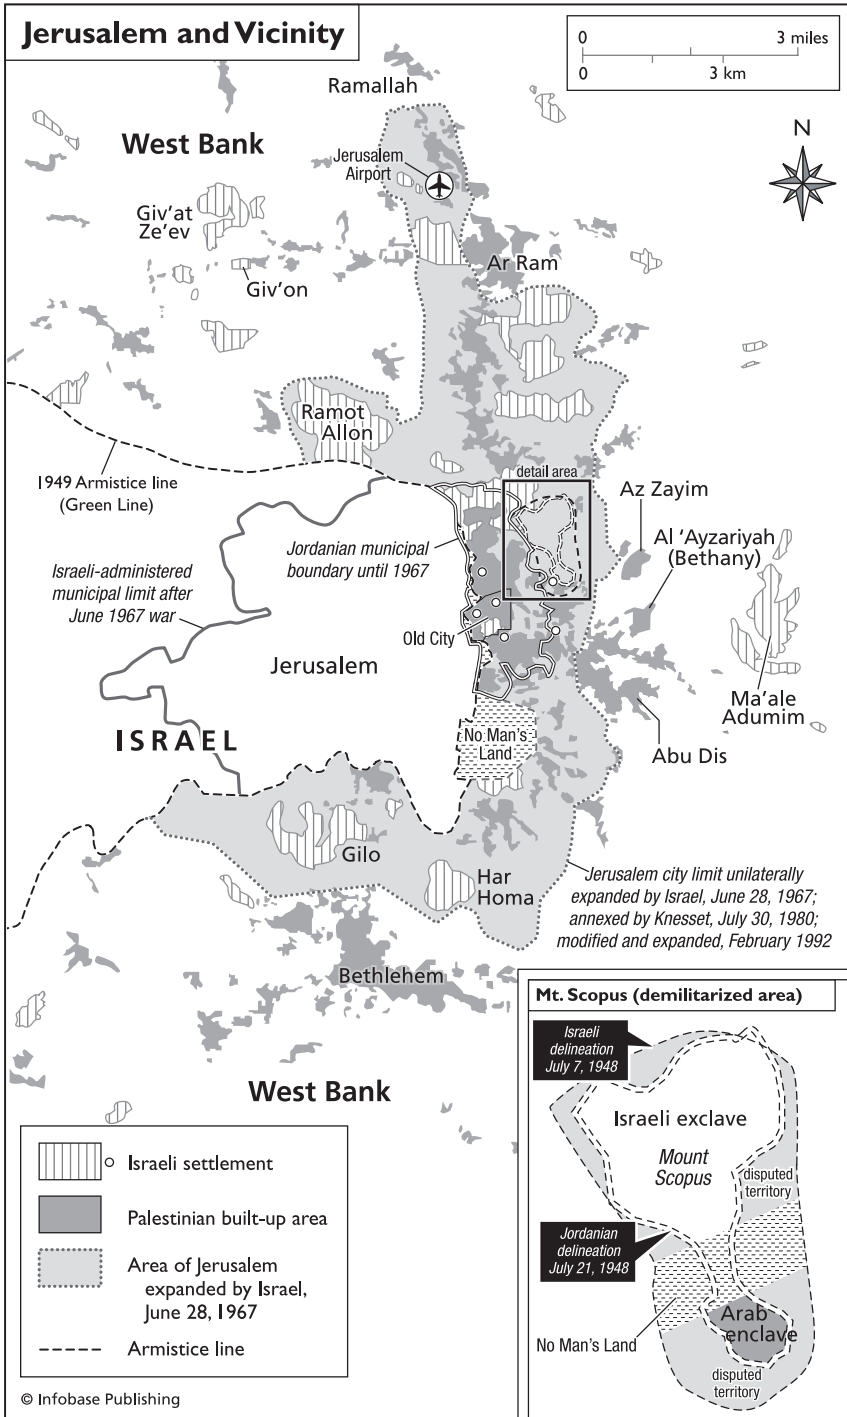 Jerusalem and Vicinity
0 3 miles
0 3 km
Ramallah
West Bank
N
Jerusalem
Airport
Giv'at
Ze'ev
Ar Ram
Giv'on
Ramot
Allon
1949 Armistice line
(Green Line)
detail area
Az Zayim
Al 'Ayzariyah
(Bethany)
Jordanian municipal
boundary until 1967
Israeli-administered
municipal limit after
June 1967 war
Old City
Jerusalem
Ma'ale
Adumim
ISRAEL
No Man's
Land
Abu Dis
Gilo
Har
Homa
Jerusalem city limit unilaterally
expanded by Israel, June 28, 1967;
annexed by Knesset, July 30, 1980;
modified and expanded, February 1992
Bethlehem
West Bank
Mt. Scopus (demilitarized area)
Israeli
delineation
July 7, 1948
Israeli exclave
Mount
Scopus
disputed
territory
Jordanian
delineation
July 21, 1948
Arab
enclave
No Man's Land
disputed
territory
Israeli settlement
Palestinian built-up area
Area of Jerusalem
expanded by Israel,
June 28, 1967
Armistice line
© Infobase Publishing